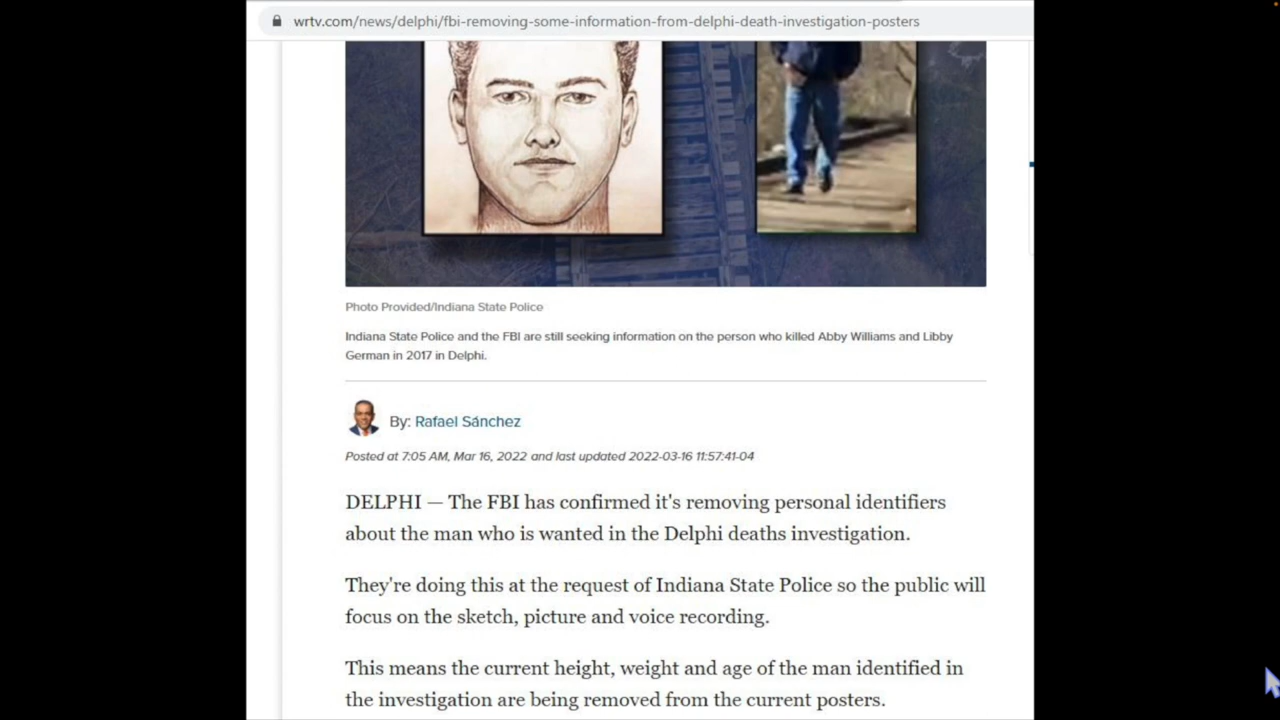 wrtv.com/news/delphi/fbi-removing-some-information-from-delphi-death-investigation-posters
Photo Provided/Indiana State Police
Indiana State Police and the FBI are still seeking information on the person who killed Abby Williams and Libby
German in 2017 in Delphi.
By: Rafael Sánchez
Posted at 7:05 AM, Mar 16, 2022 and last updated 2022-03-16 11:57:41-04
DELPHI — The FBI has confirmed it's removing personal identifiers
about the man who is wanted in the Delphi deaths investigation.
They're doing this at the request of Indiana State Police so the public will
focus on the sketch, picture and voice recording.
This means the current height, weight and age of the man identified in
the investigation are being removed from the current posters.